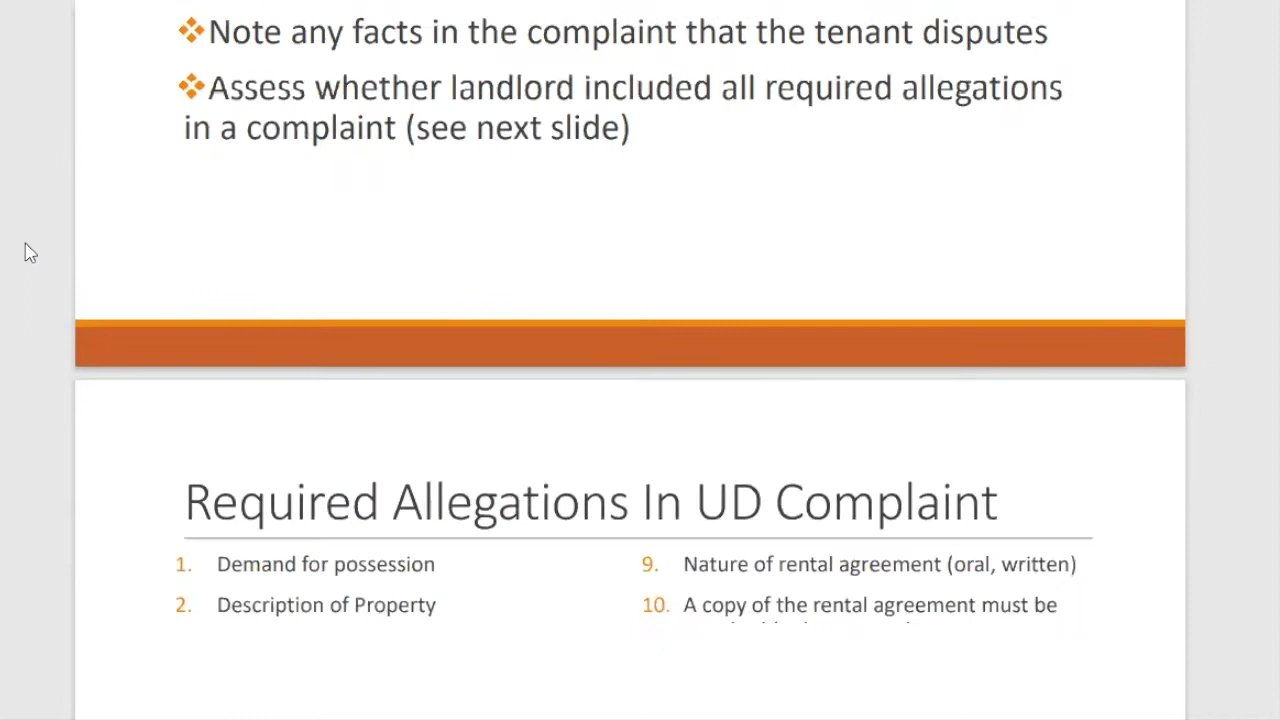 Note any facts in the complaint that the tenant disputes
Assess whether landlord included all required allegations
in a complaint (see next slide)
Required Allegations In UD Complaint
1. Demand for possession
2. Description of Property
9. Nature of rental agreement (oral, written)
10. A copy of the rental agreement must be